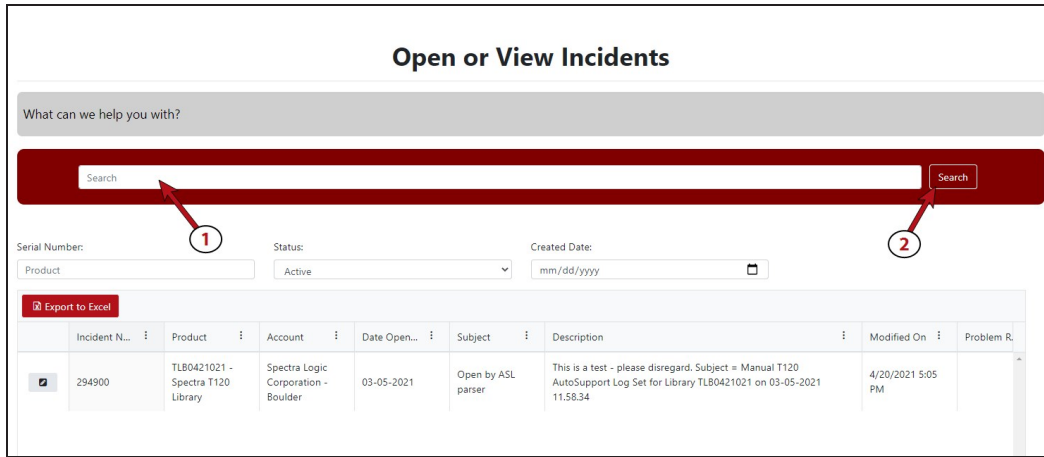 Open or View Incidents
What can we help you with?
Search
Search
1
2
Serial Number:
Status:
Created Date:
Product
Active
mm/dd/yyyy
Export to Excel
Incident N...
Product
Account
Date Open...
Subject
Description
Modified On
Problem R.
294900
TLB0421021 -
Spectra T120
Library
Spectra Logic
Corporation -
Boulder
03-05-2021
Open by ASL
parser
This is a test - please disregard. Subject = Manual T120
AutoSupport Log Set for Library TLB0421021 on 03-05-2021
11.58.34
4/20/2021 5:05
PM